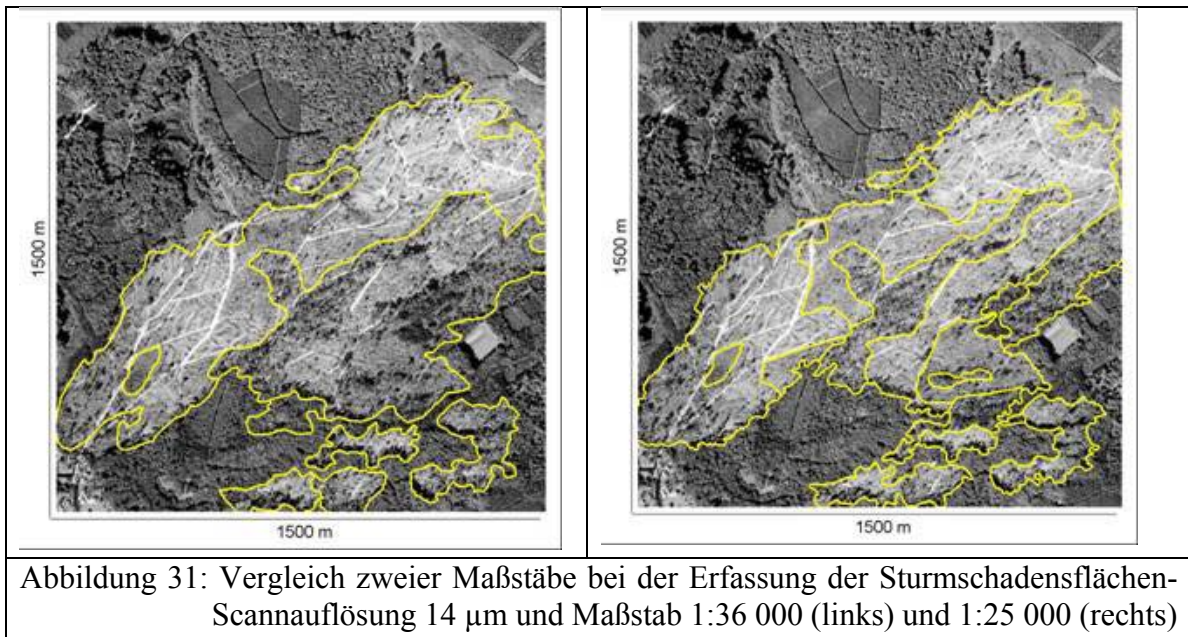 1500 m
1500 m
1500 m
1500 m
Abbildung 31: Vergleich zweier Maßstäbe bei der Erfassung der Sturmschadensflächen-
Scannauflösung 14 µm und Maßstab 1:36 000 (links) und 1:25 000 (rechts)